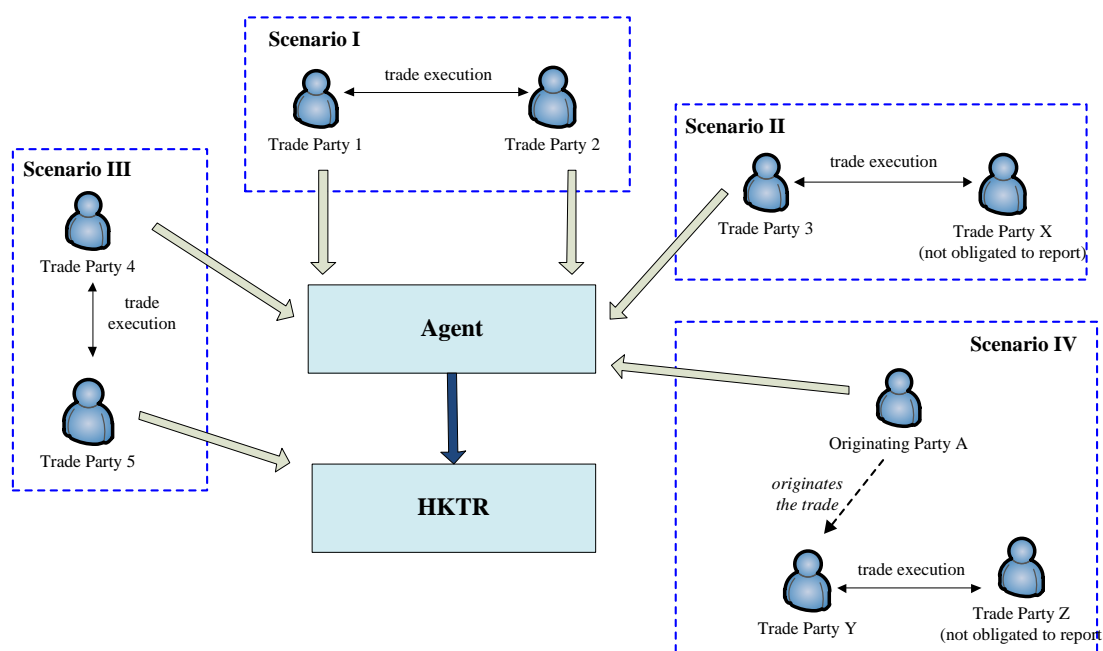 Scenario I
trade execution
Trade Party 1
Trade Party 2
Scenario II
trade execution
Trade Party 3
Trade Party X
(not obligated to report)
Scenario III
Trade Party 4
trade
execution
Trade Party 5
Agent
HKTR
Scenario IV
Originating Party A
originates
the trade
trade execution
Trade Party Y
Trade Party Z
(not obligated to report